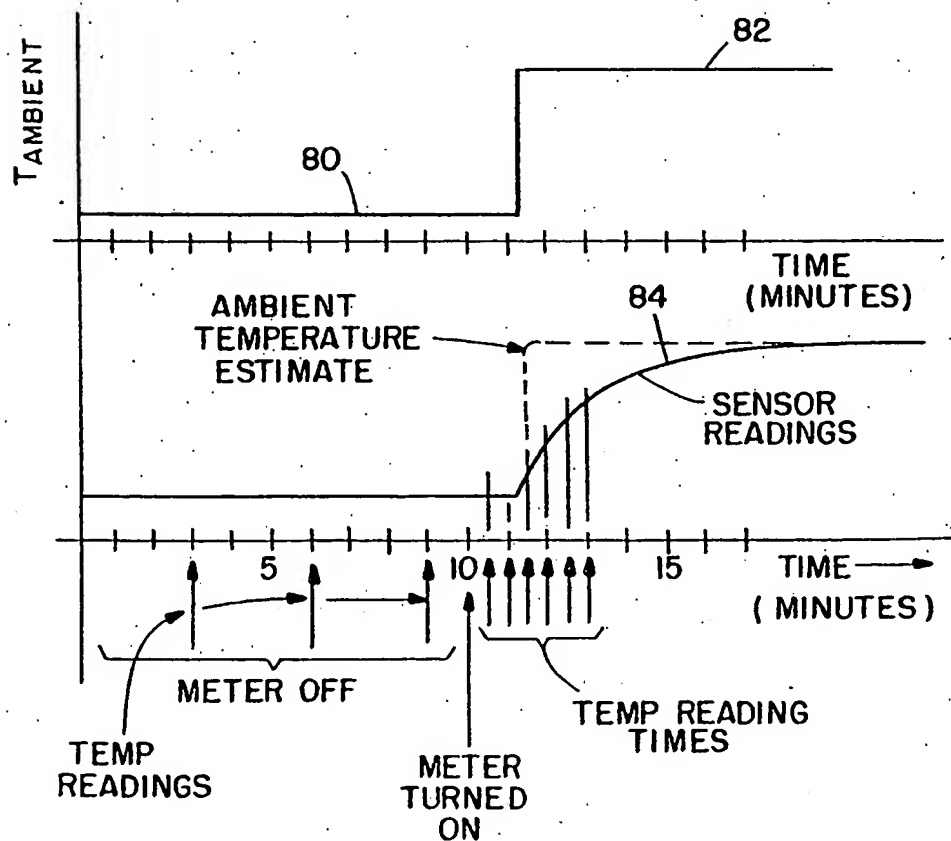 82
TAMBIENT
80
TIME
(MINUTES)
AMBIENT
TEMPERATURE
ESTIMATE
84
SENSOR
READINGS
5
10
15
TIME
(MINUTES)
METER OFF
TEMP READING
TIMES
TEMP
READINGS
METER
TURNED
ON